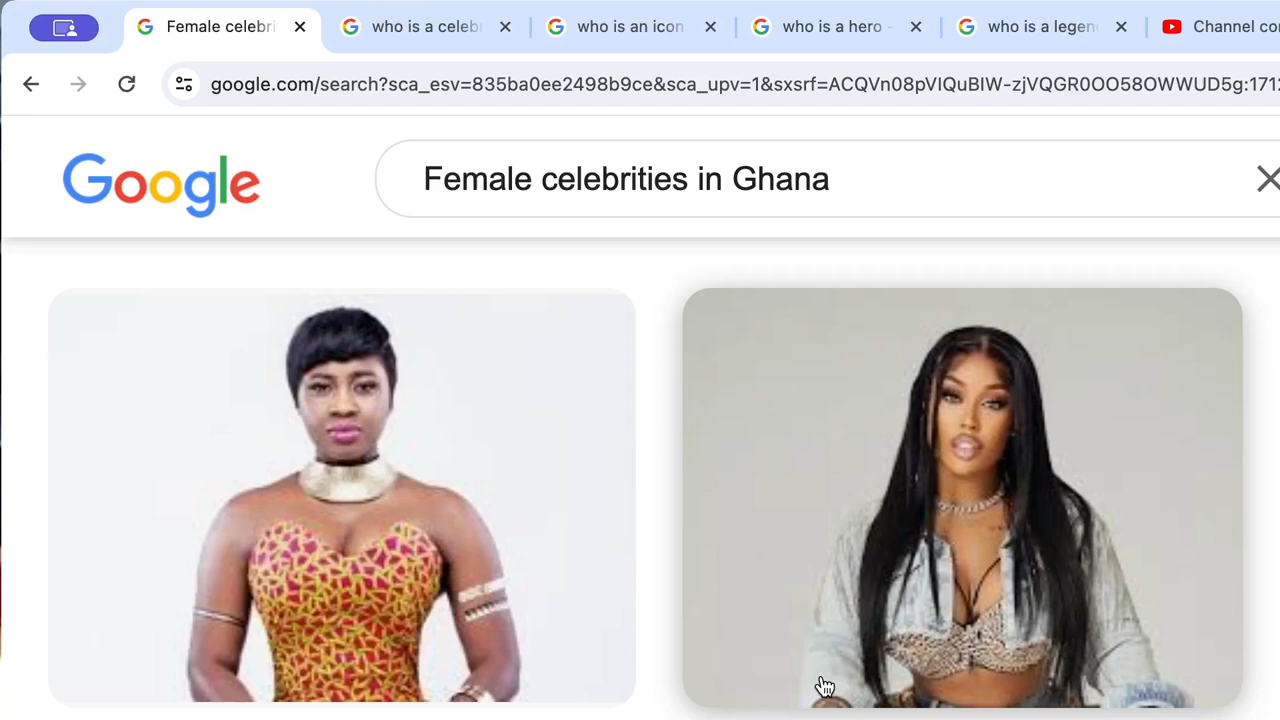 Female celebri
who is a celeb
who is an icon
who is a hero -
who is a legen
Channel co
google.com/search?sca_esv=835ba0ee2498b9ce&sca_upv=1&sxsrf=ACQVn08pVIQuBIW-zjVQGR0OO58OWWUD5g:1712
Google
Female celebrities in Ghana